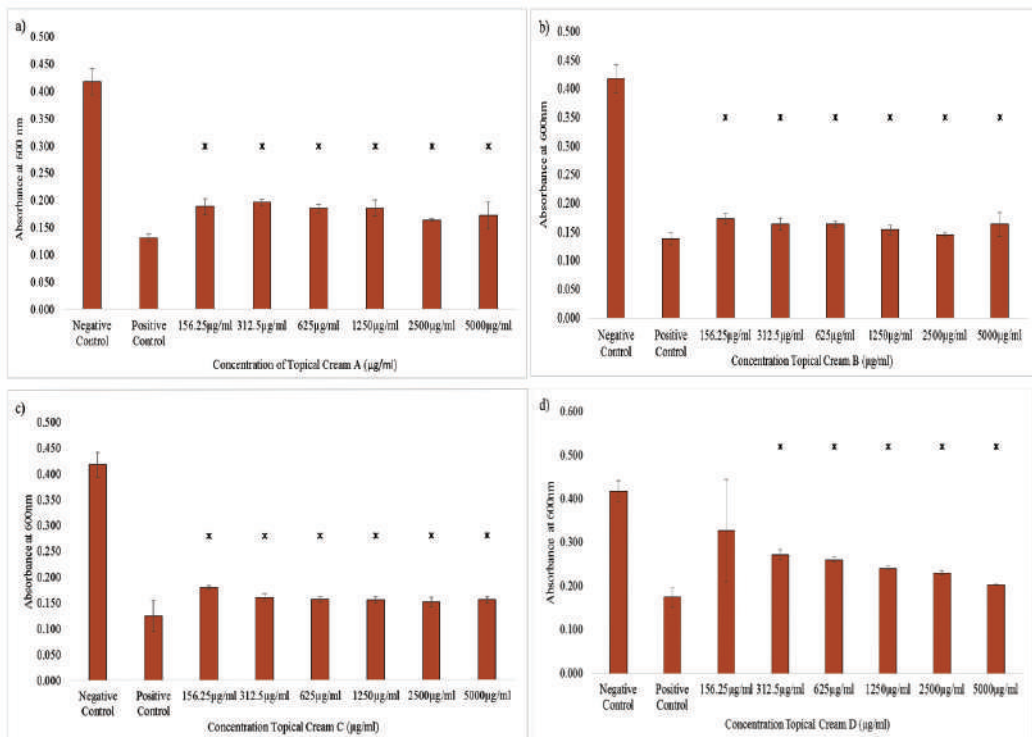 a)
0.500
0.450
0.400
0.350
0.300
0.250
0.200
0.150
0.100
0.050
0.000
Absorbance at 600 nm
x x x x x x
Negative Control
Positive Control
156.25µg/ml
312.5µg/ml
625µg/ml
1250µg/ml
2500µg/ml
5000µg/ml
Concentration of Topical Cream A (µg/ml)
b)
0.500
0.450
0.400
0.350
0.300
0.250
0.200
0.150
0.100
0.050
0.000
Absorbance at 600nm
x x x x x x
Negative Control
Positive Control
156.25µg/ml
312.5µg/ml
625µg/ml
1250µg/ml
2500µg/ml
5000µg/ml
Concentration Topical Cream B (µg/ml)
c)
0.500
0.450
0.400
0.350
0.300
0.250
0.200
0.150
0.100
0.050
0.000
Absorbance at 600nm
x x x x x x
Negative Control
Positive Control
156.25µg/ml
312.5µg/ml
625µg/ml
1250µg/ml
2500µg/ml
5000µg/ml
Concentration Topical Cream C (µg/ml)
d)
0.600
0.500
0.400
0.300
0.200
0.100
0.000
Absorbance at 600nm
x x x x x
Negative Control
Positive Control
156.25µg/ml
312.5µg/ml
625µg/ml
1250µg/ml
2500µg/ml
5000µg/ml
Concentration Topical Cream D (µg/ml)